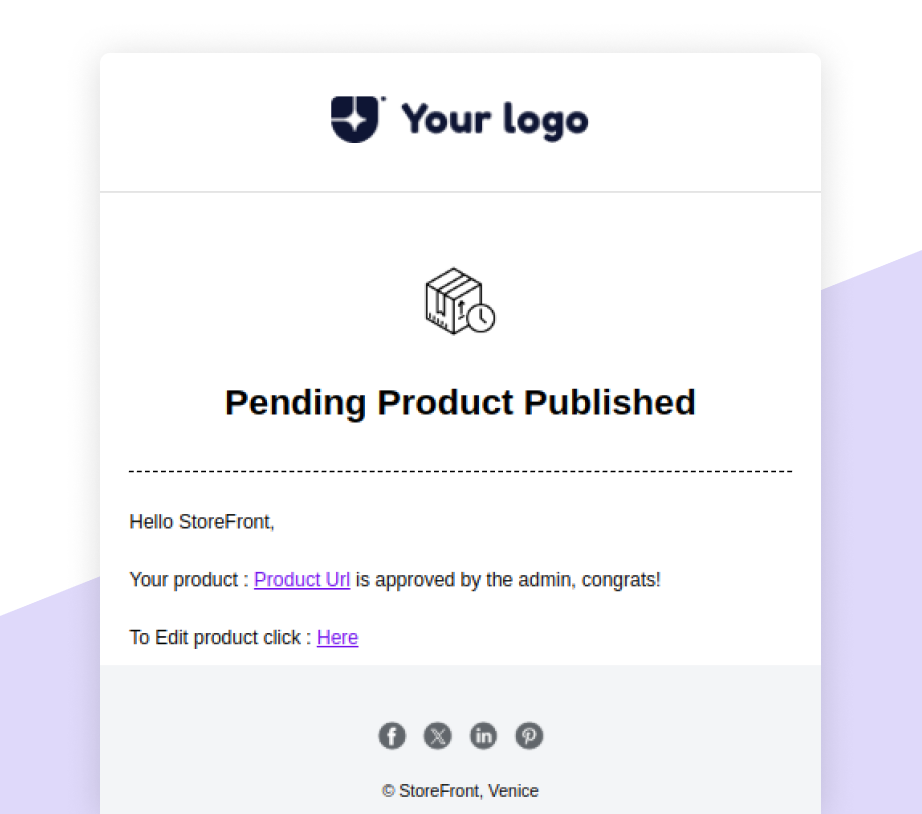 Your logo
Pending Product Published
Hello StoreFront,
Your product : Product Url is approved by the admin, congrats!
To Edit product click : Here
© StoreFront, Venice